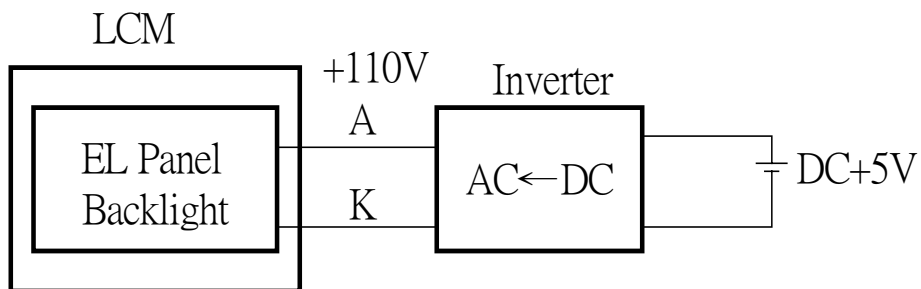 LCM
+110V
Inverter
A
EL Panel
Backlight
AC←DC
DC+5V
K